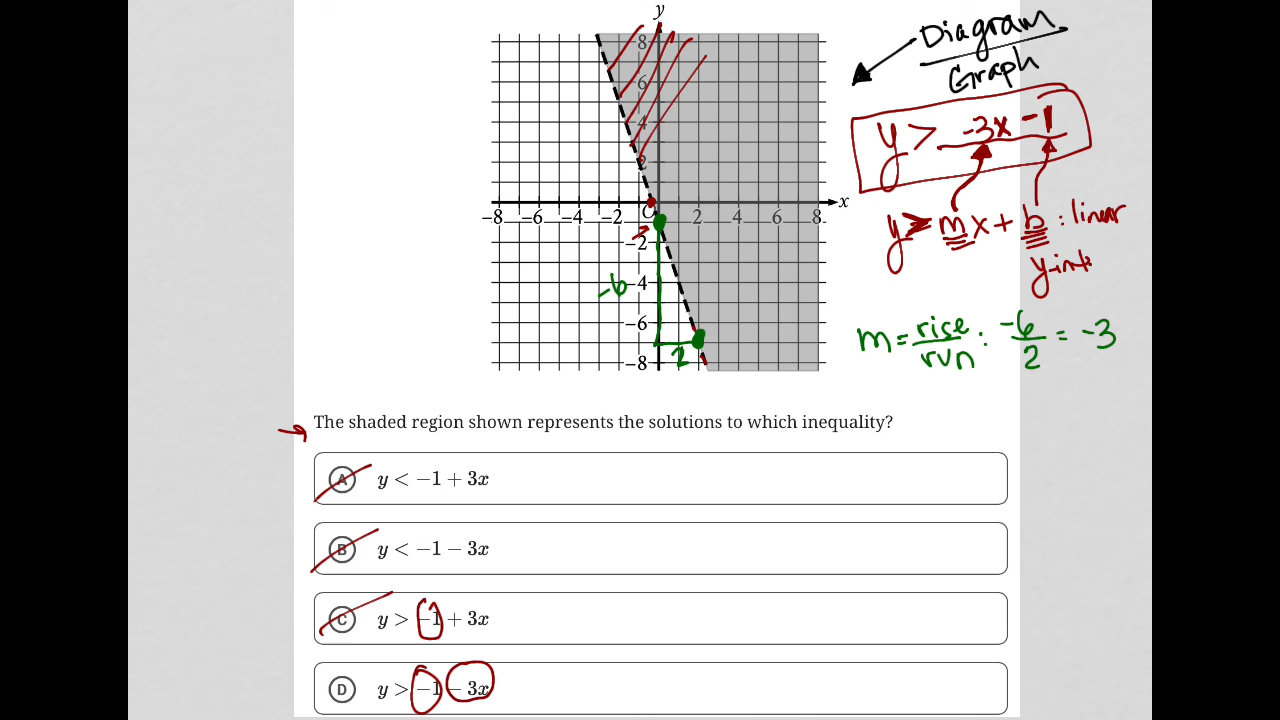 y
Diagram
Graph
8
6
4
2
y > -3x - 1
−8 −6 −4 −2 O 2 4 6 8 x
y > mx + b : linear
y-int
−2
−4
−6
−8
-6
2
m = rise/run : -6/2 = -3
The shaded region shown represents the solutions to which inequality?
A y < −1 + 3x
B y < −1 − 3x
C y > −1 + 3x
D y > −1 − 3x